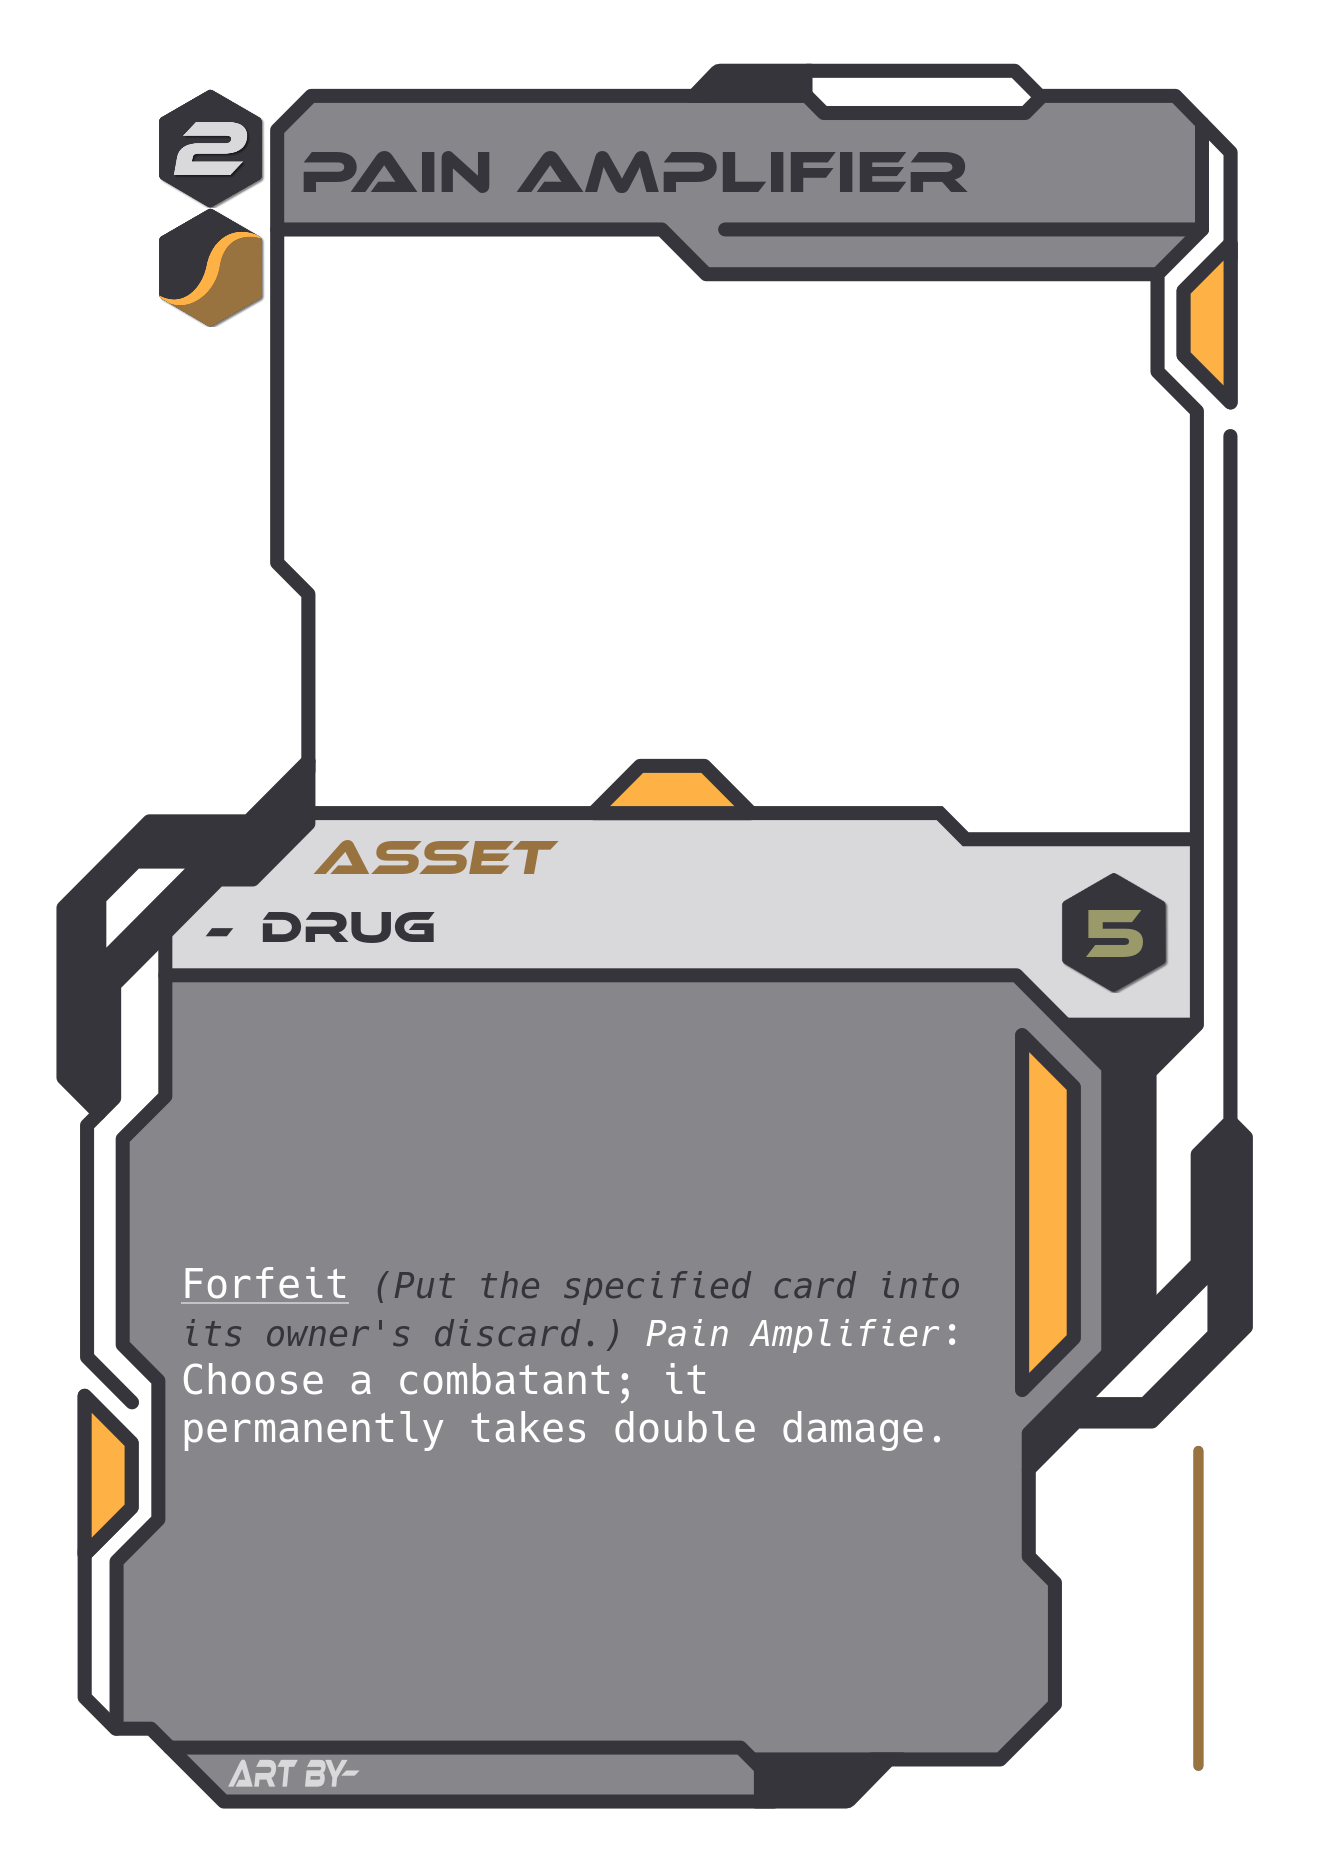 2
PAIN AMPLIFIER
ASSET
- DRUG
5
Forfeit (Put the specified card into
its owner's discard.) Pain Amplifier:
Choose a combatant; it
permanently takes double damage.
ART BY-